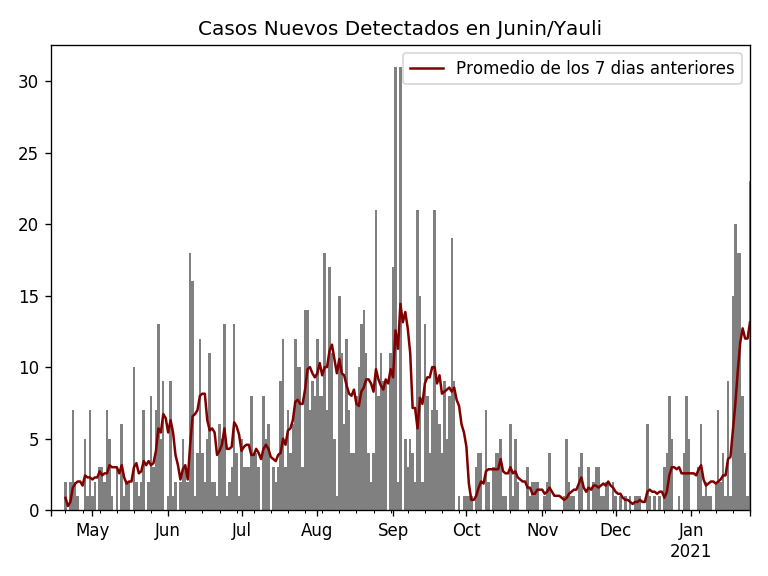 Casos Nuevos Detectados en Junin/Yauli
Promedio de los 7 dias anteriores
30
25
20
15
10
5
0
May Jun Jul Aug Sep Oct Nov Dec Jan
2021